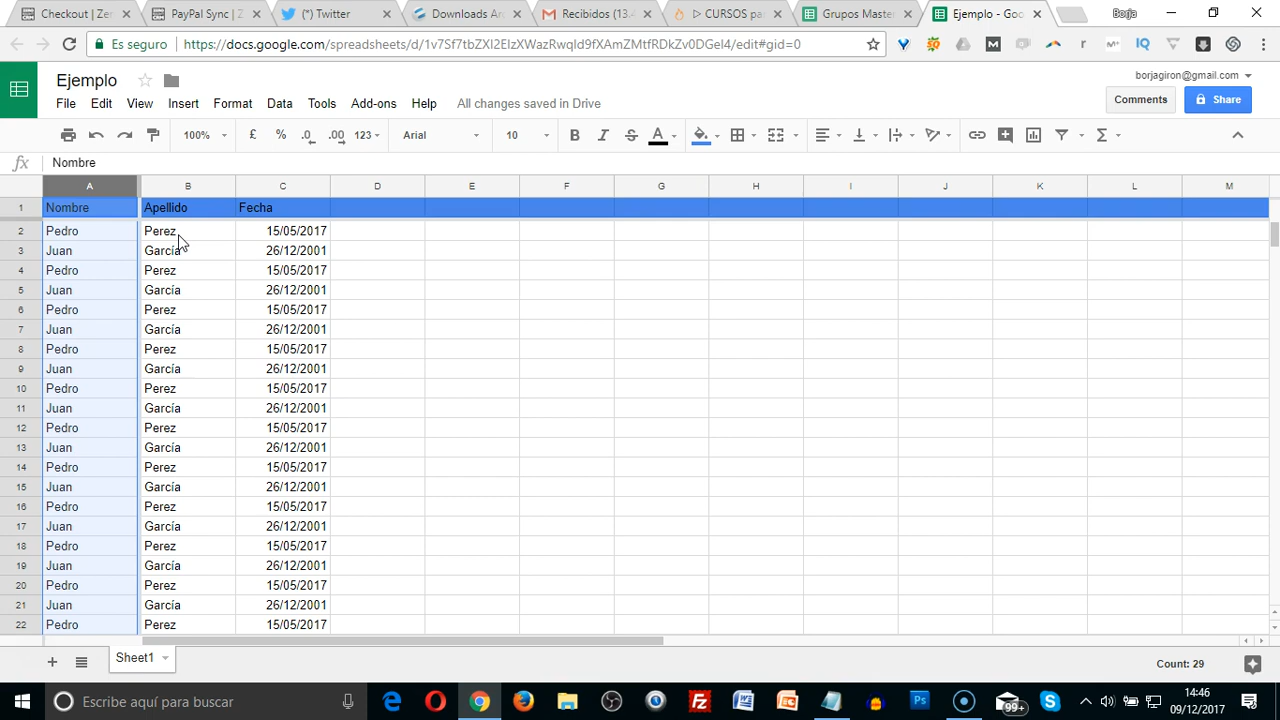 Checkout | Ze
PayPal Sync | Z
(*) Twitter
Downloads An
Recibidos (13.
▷ CURSOS pa
Grupos Master
Ejemplo - Goo
Borja
Es seguro
https://docs.google.com/spreadsheets/d/1v7Sf7tbZXI2ElzXWazRwqId9fXAmZMtfRDkZv0DGeI4/edit#gid=0
Ejemplo
borjagiron@gmail.com
File Edit View Insert Format Data Tools Add-ons Help All changes saved in Drive
Comments
Share
100% £ % .0 .00 123 Arial 10
fx Nombre
A B C D E F G H I J K L M
1 Nombre Apellido Fecha
2 Pedro Perez 15/05/2017
3 Juan García 26/12/2001
4 Pedro Perez 15/05/2017
5 Juan García 26/12/2001
6 Pedro Perez 15/05/2017
7 Juan García 26/12/2001
8 Pedro Perez 15/05/2017
9 Juan García 26/12/2001
10 Pedro Perez 15/05/2017
11 Juan García 26/12/2001
12 Pedro Perez 15/05/2017
13 Juan García 26/12/2001
14 Pedro Perez 15/05/2017
15 Juan García 26/12/2001
16 Pedro Perez 15/05/2017
17 Juan García 26/12/2001
18 Pedro Perez 15/05/2017
19 Juan García 26/12/2001
20 Pedro Perez 15/05/2017
21 Juan García 26/12/2001
22 Pedro Perez 15/05/2017
Sheet1
Count: 29
Escribe aquí para buscar
99+
14:46
09/12/2017